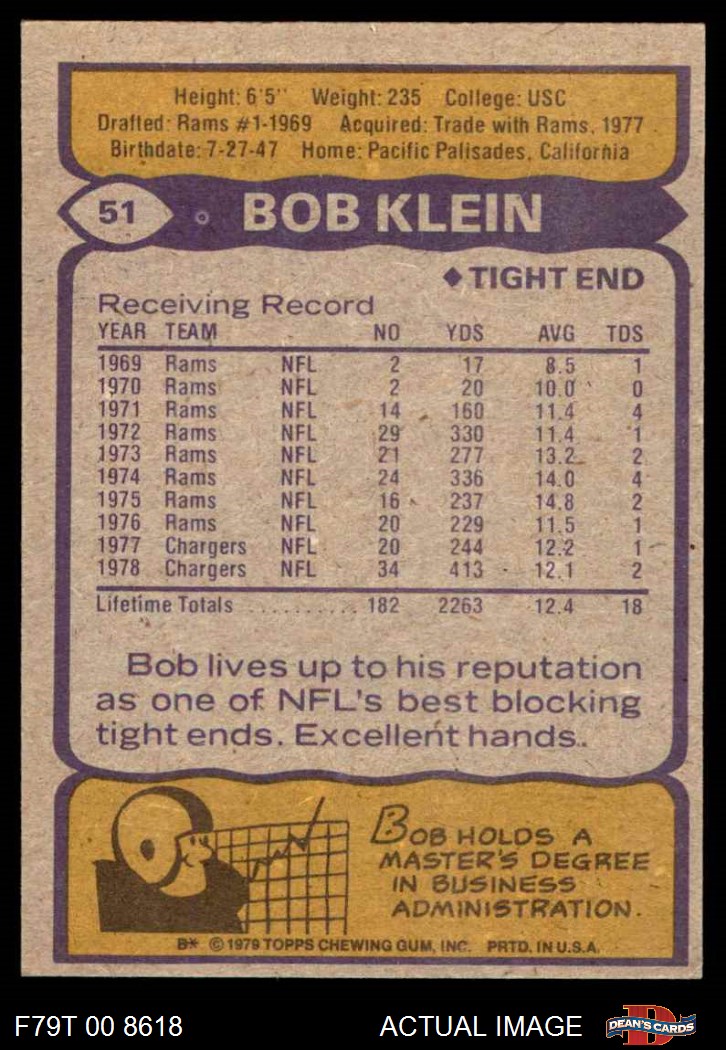 Height: 6'5" Weight: 235 College: USC
Drafted: Rams #1-1969 Acquired: Trade with Rams, 1977
Birthdate: 7-27-47 Home: Pacific Palisades, California
51 BOB KLEIN
◆TIGHT END
Receiving Record
YEAR TEAM NO YDS AVG TDS
1969 Rams NFL 2 17 8.5 1
1970 Rams NFL 2 20 10.0 0
1971 Rams NFL 14 160 11.4 4
1972 Rams NFL 29 330 11.4 1
1973 Rams NFL 21 277 13.2 2
1974 Rams NFL 24 336 14.0 4
1975 Rams NFL 16 237 14.8 2
1976 Rams NFL 20 229 11.5 1
1977 Chargers NFL 20 244 12.2 1
1978 Chargers NFL 34 413 12.1 2
Lifetime Totals .......... 182 2263 12.4 18
Bob lives up to his reputation
as one of NFL's best blocking
tight ends. Excellent hands.
BOB HOLDS A
MASTER'S DEGREE
IN BUSINESS
ADMINISTRATION.
B* © 1979 TOPPS CHEWING GUM, INC. PRTD. IN U.S.A.
F79T 00 8618 ACTUAL IMAGE D DEAN'S CARDS